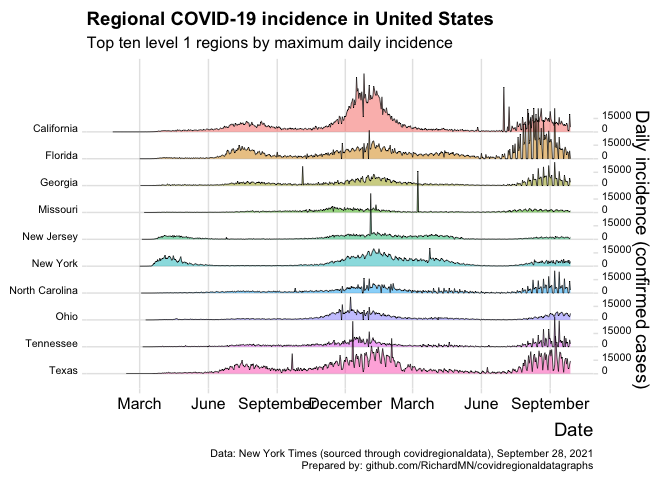 Regional COVID-19 incidence in United States
Top ten level 1 regions by maximum daily incidence
California
Florida
Georgia
Missouri
New Jersey
New York
North Carolina
Ohio
Tennessee
Texas
15000
0
15000
0
15000
0
15000
0
15000
0
15000
0
15000
0
15000
0
15000
0
15000
0
Daily incidence (confirmed cases)
March June September December March June September
Date
Data: New York Times (sourced through covidregionaldata), September 28, 2021
Prepared by: github.com/RichardMN/covidregionaldatagraphs